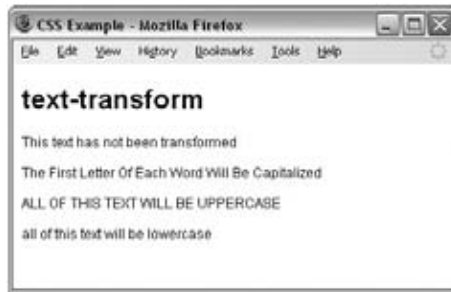 CSS Example - Mozilla Firefox
File Edit View History Bookmarks Tools Help
text-transform
This text has not been transformed
The First Letter Of Each Word Will Be Capitalized
ALL OF THIS TEXT WILL BE UPPERCASE
all of this text will be lowercase